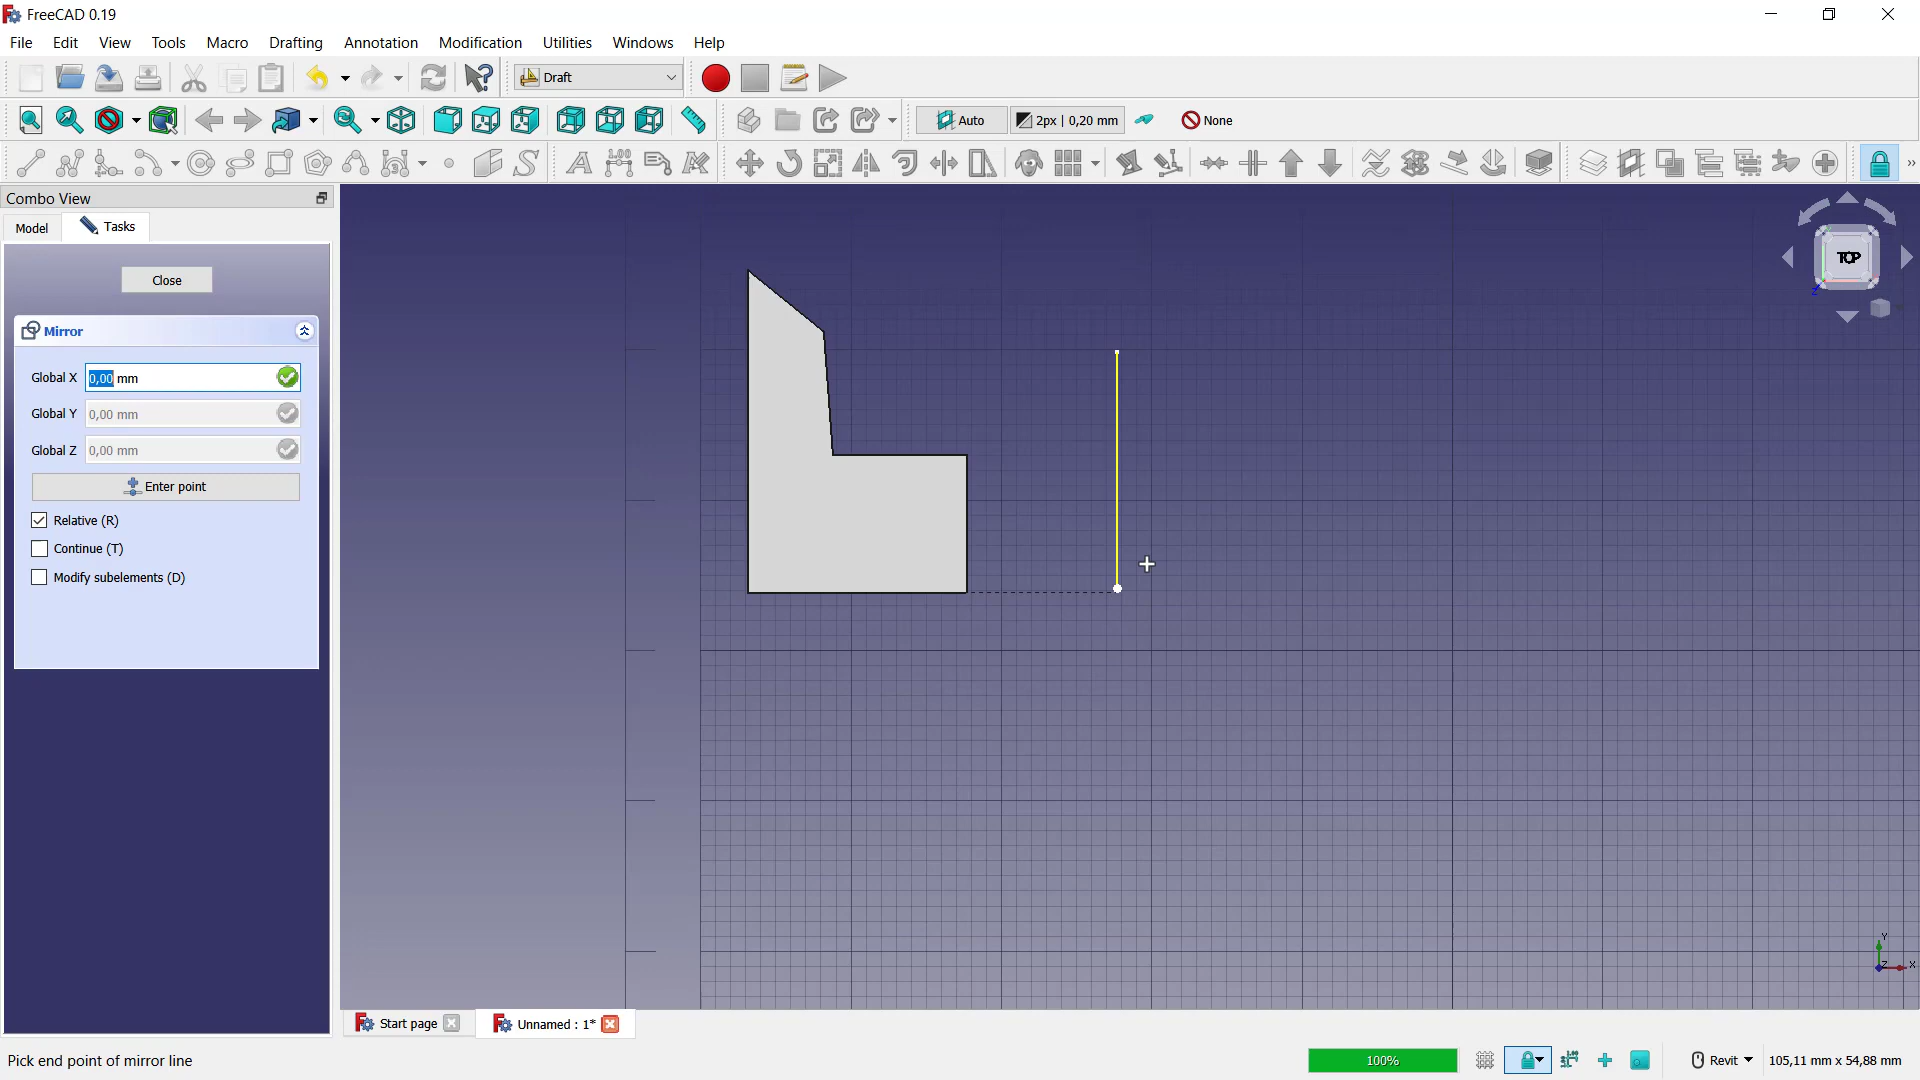 FreeCAD 0.19
File Edit View Tools Macro Drafting Annotation Modification Utilities Windows Help
Draft
Auto 2px | 0,20 mm None
1.00
Combo View
Model Tasks
Close
Mirror
Global X 0,00 mm
Global Y 0,00 mm
Global Z 0,00 mm
Enter point
Relative (R)
Continue (T)
Modify subelements (D)
TOP
Z
Y
Z X
Start page Unnamed : 1*
Pick end point of mirror line 100% Revit 105,11 mm x 54,88 mm